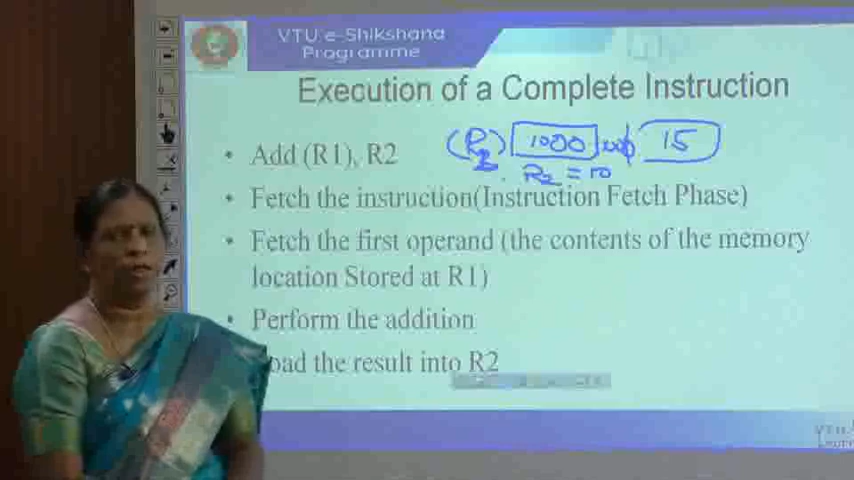 VTU e-Shikshana
Programme
Execution of a Complete Instruction
• Add (R1), R2
1000
15
R2 = 10
• Fetch the instruction(Instruction Fetch Phase)
• Fetch the first operand (the contents of the memory
location Stored at R1)
• Perform the addition
oad the result into R2